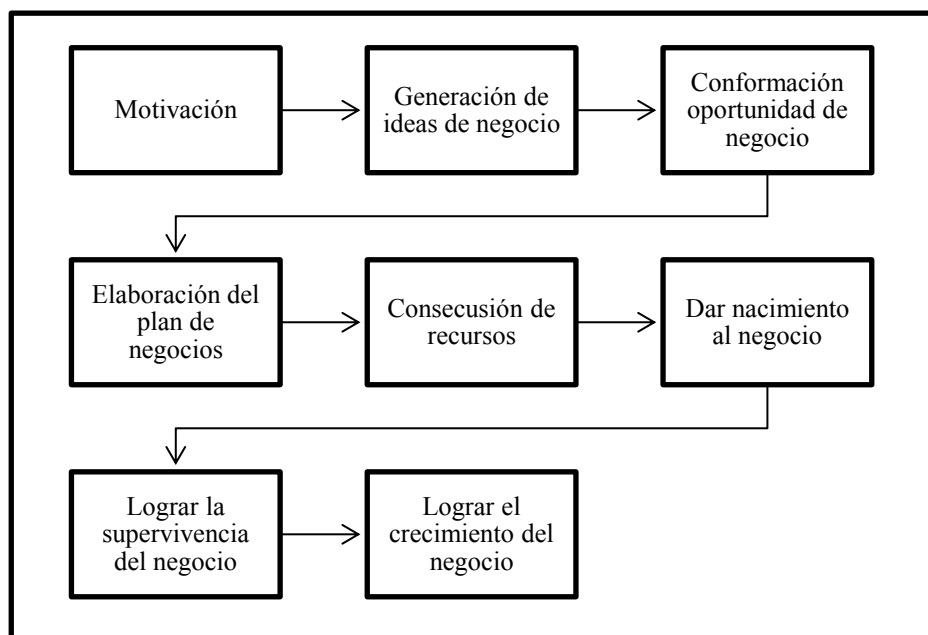 Motivación
Generación de
ideas de negocio
Conformación
oportunidad de
negocio
Elaboración del
plan de
negocios
Consecusión de
recursos
Dar nacimiento
al negocio
Lograr la
supervivencia
del negocio
Lograr el
crecimiento del
negocio